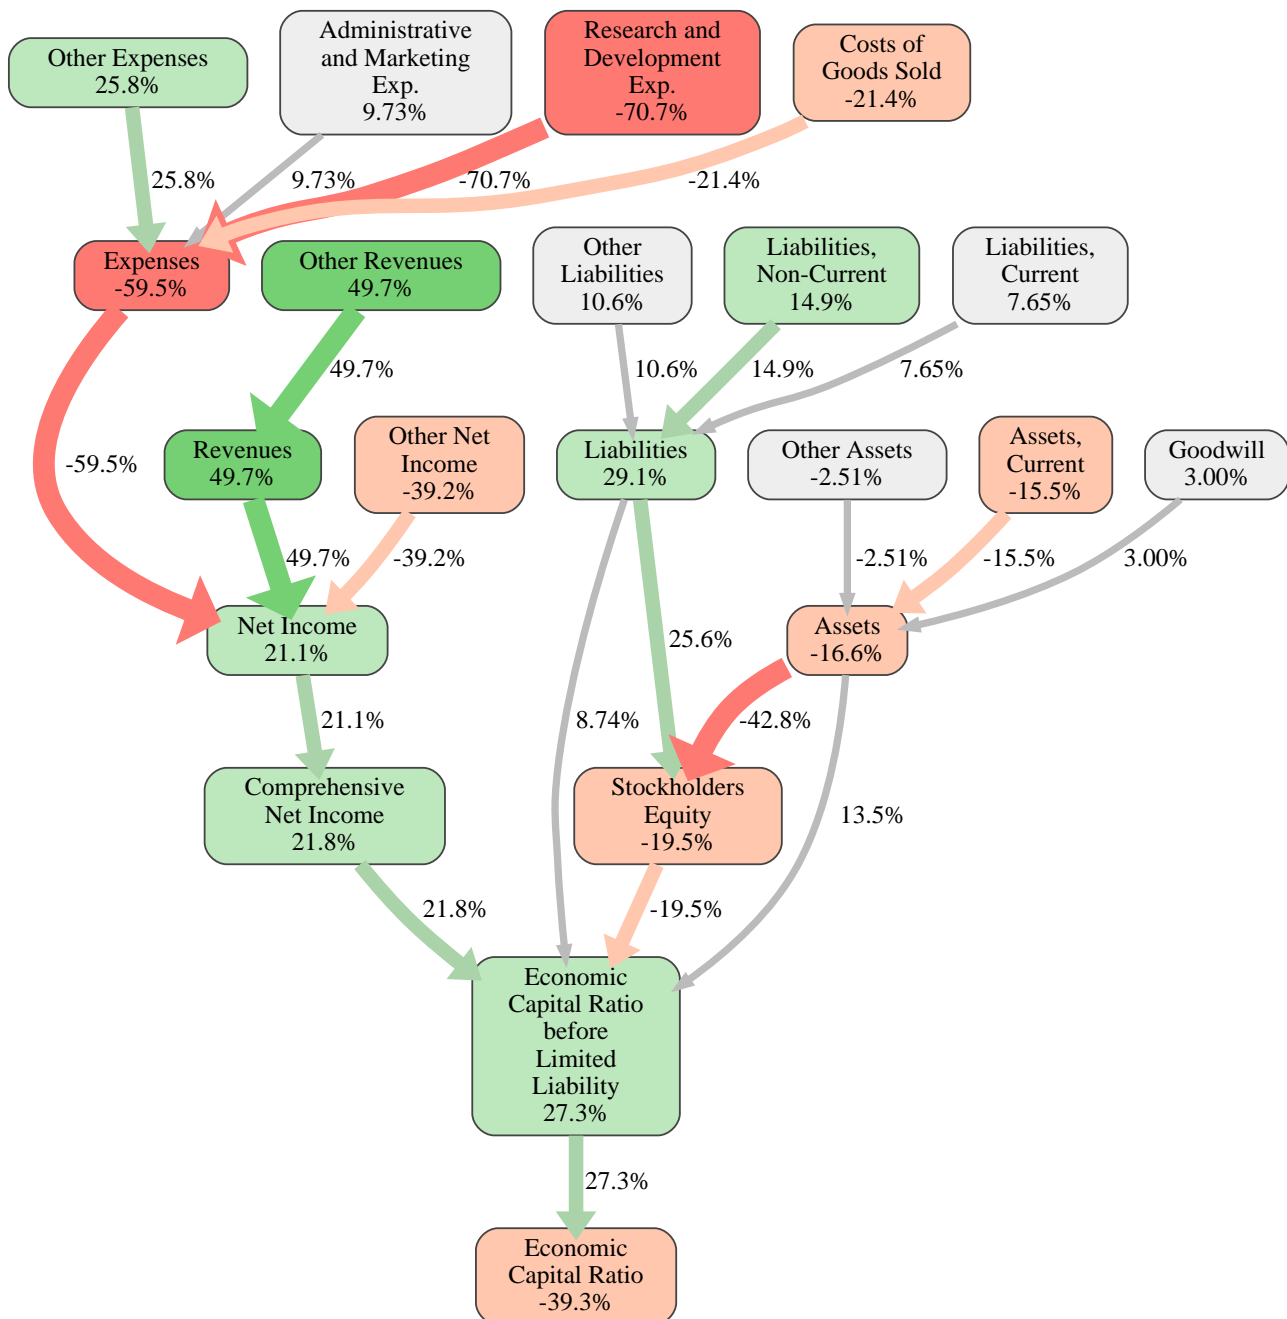 Other Expenses
25.8%
Administrative
and Marketing
Exp.
9.73%
Research and
Development
Exp.
-70.7%
Costs of
Goods Sold
-21.4%
25.8%
9.73%
-70.7%
-21.4%
Expenses
-59.5%
Other Revenues
49.7%
Other
Liabilities
10.6%
Liabilities,
Non-Current
14.9%
Liabilities,
Current
7.65%
49.7%
10.6%
14.9%
7.65%
-59.5%
Revenues
49.7%
Other Net
Income
-39.2%
Liabilities
29.1%
Other Assets
-2.51%
Assets,
Current
-15.5%
Goodwill
3.00%
49.7%
-39.2%
-2.51%
-15.5%
3.00%
Net Income
21.1%
25.6%
Assets
-16.6%
21.1%
8.74%
-42.8%
13.5%
Comprehensive
Net Income
21.8%
Stockholders
Equity
-19.5%
21.8%
-19.5%
Economic
Capital Ratio
before
Limited
Liability
27.3%
27.3%
Economic
Capital Ratio
-39.3%